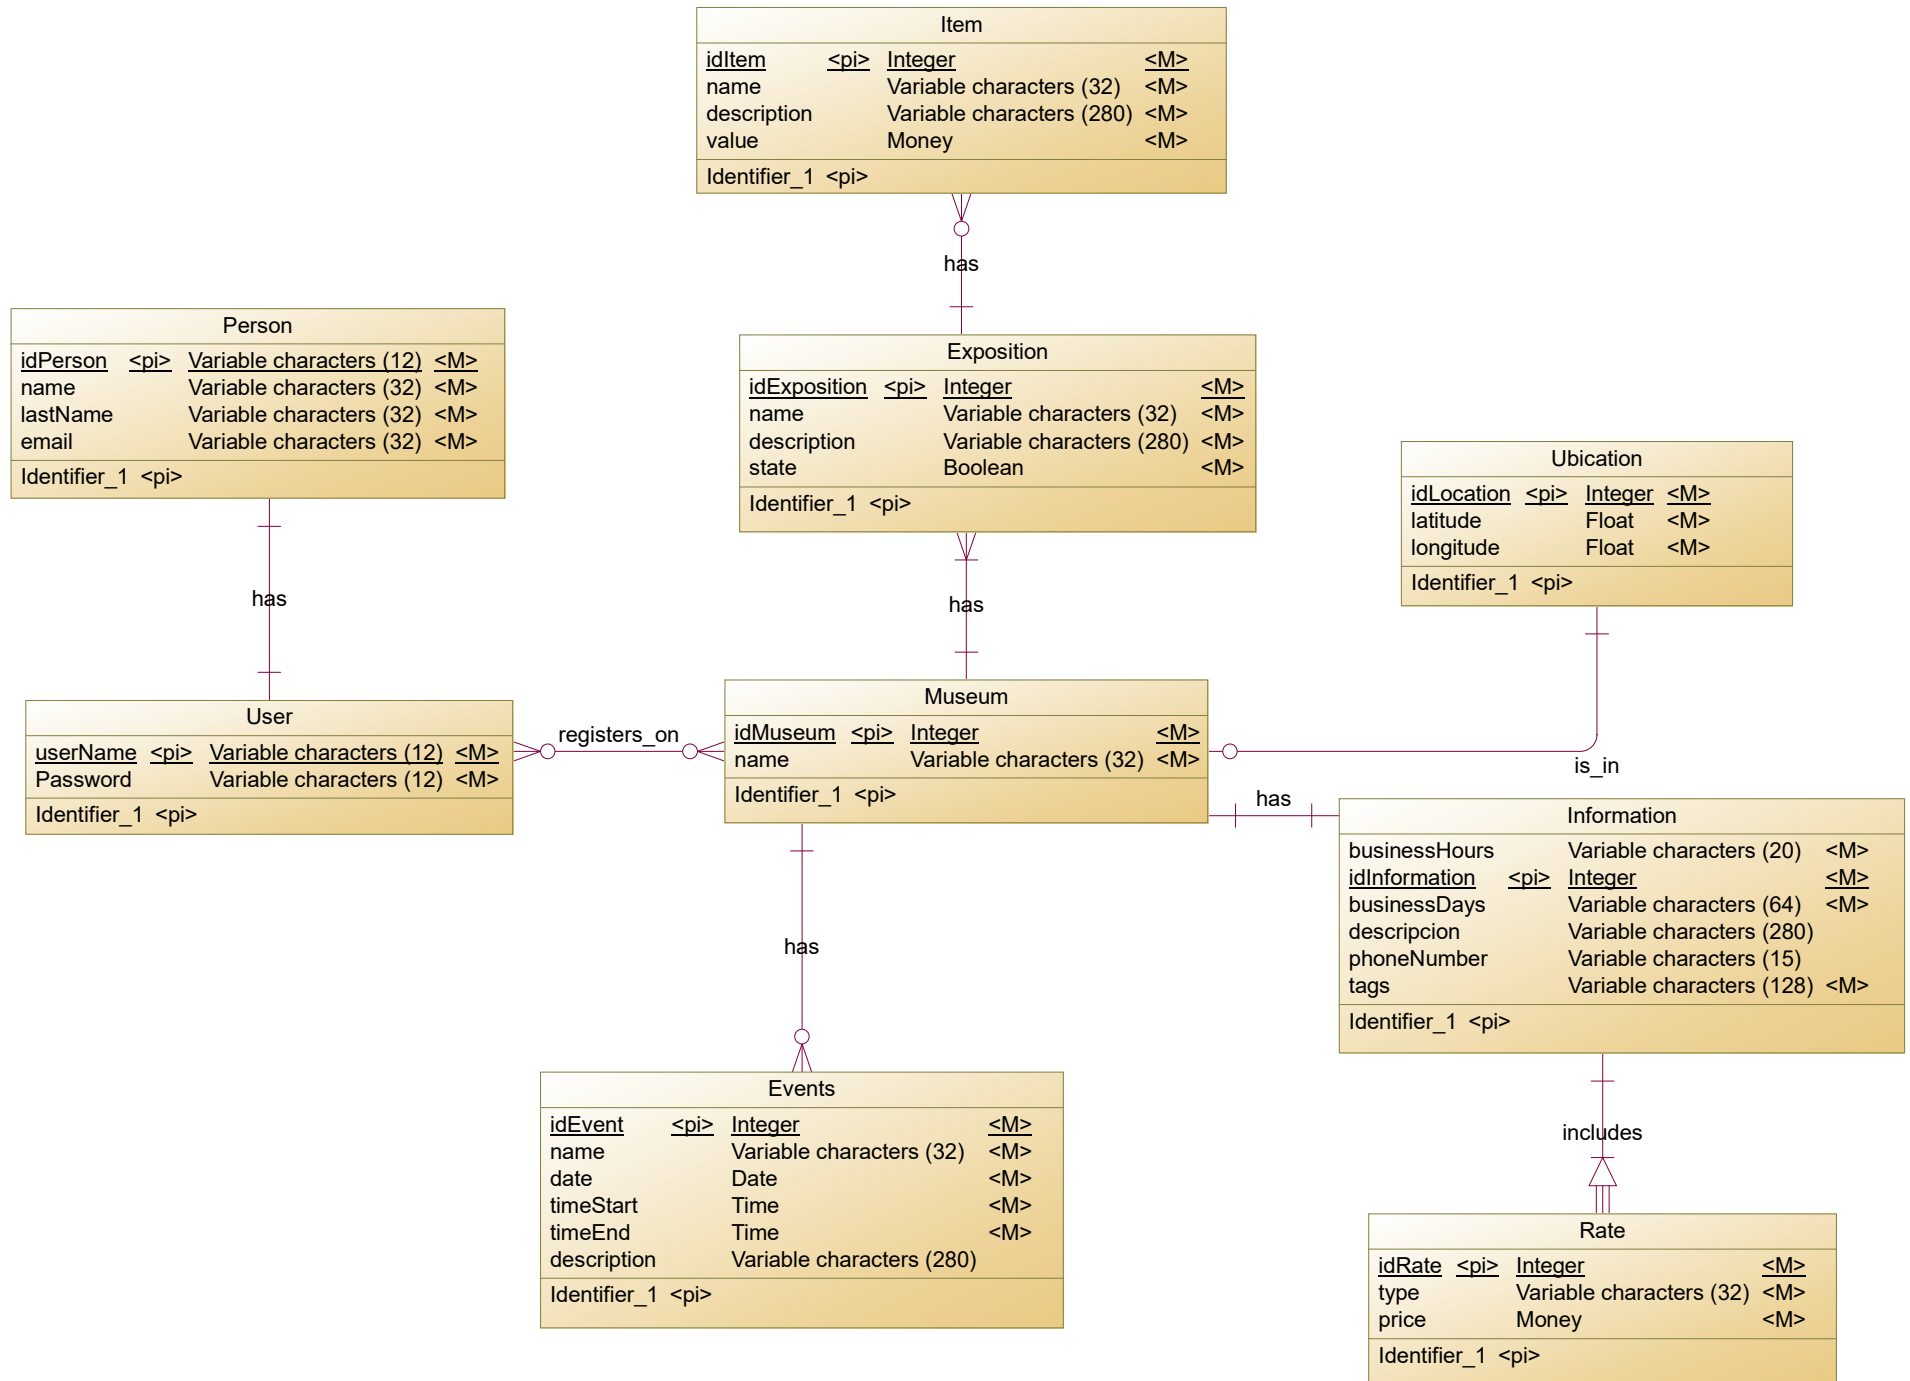 Item
idItem <pi> Integer <M>
name Variable characters (32) <M>
description Variable characters (280) <M>
value Money <M>
Identifier_1 <pi>
has
Person
idPerson <pi> Variable characters (12) <M>
name Variable characters (32) <M>
lastName Variable characters (32) <M>
email Variable characters (32) <M>
Identifier_1 <pi>
Exposition
idExposition <pi> Integer <M>
name Variable characters (32) <M>
description Variable characters (280) <M>
state Boolean <M>
Identifier_1 <pi>
Ubication
idLocation <pi> Integer <M>
latitude Float <M>
longitude Float <M>
Identifier_1 <pi>
has
has
User
userName <pi> Variable characters (12) <M>
Password Variable characters (12) <M>
Identifier_1 <pi>
registers_on
Museum
idMuseum <pi> Integer <M>
name Variable characters (32) <M>
Identifier_1 <pi>
is_in
has
Information
businessHours Variable characters (20) <M>
idInformation <pi> Integer <M>
businessDays Variable characters (64) <M>
descripcion Variable characters (280)
phoneNumber Variable characters (15)
tags Variable characters (128) <M>
Identifier_1 <pi>
has
Events
idEvent <pi> Integer <M>
name Variable characters (32) <M>
date Date <M>
timeStart Time <M>
timeEnd Time <M>
description Variable characters (280)
Identifier_1 <pi>
includes
Rate
idRate <pi> Integer <M>
type Variable characters (32) <M>
price Money <M>
Identifier_1 <pi>